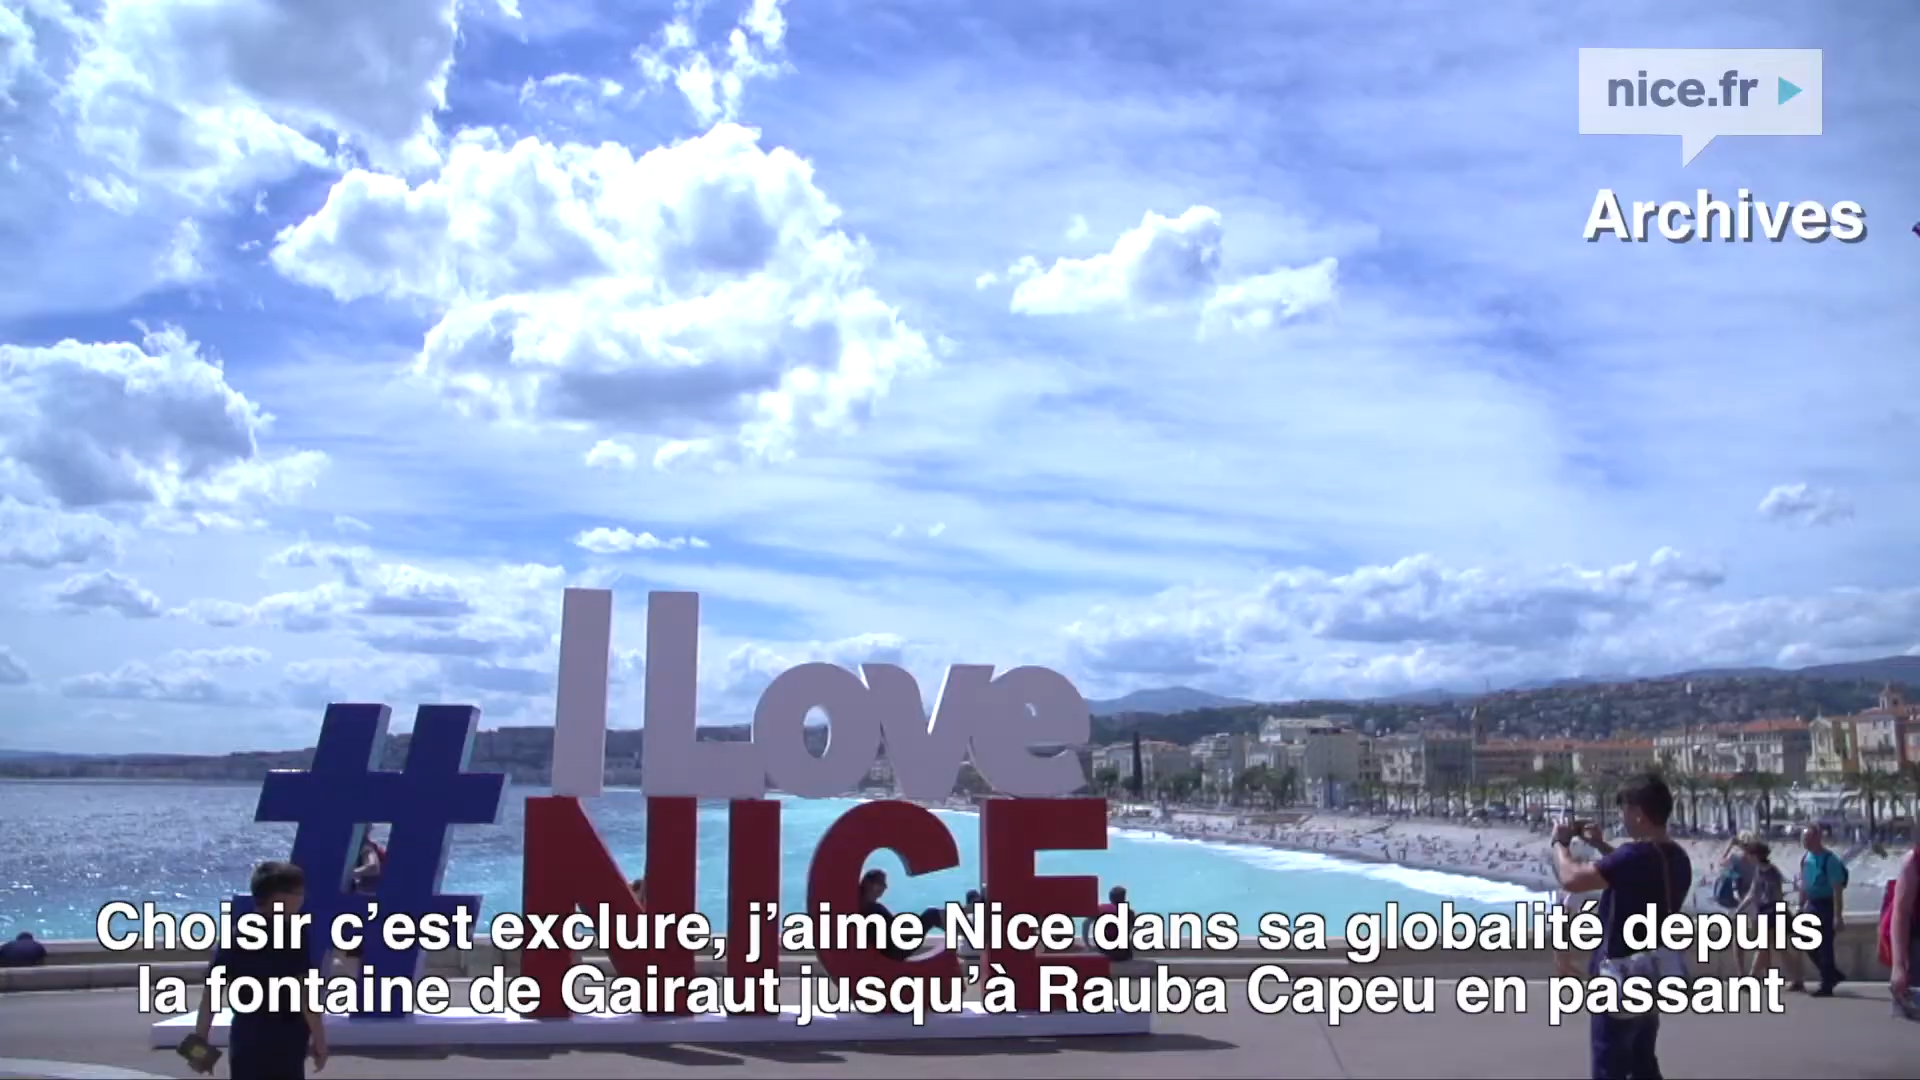 nice.fr
Archives
#ILove
NICE
Choisir c’est exclure, j’aime Nice dans sa globalité depuis
la fontaine de Gairaut jusqu’à Rauba Capeu en passant